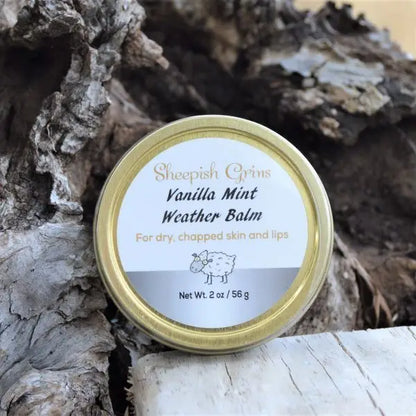 Sheepish Grins
Vanilla Mint
Weather Balm
For dry, chapped skin and lips
Net Wt. 2 oz / 56 g